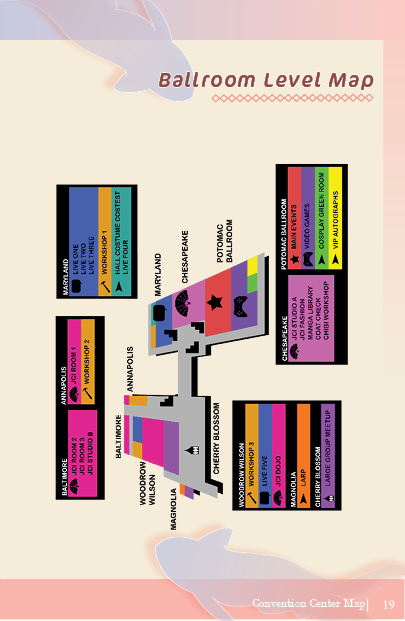 Ballroom Level Map
MARYLAND
LIVE ONE
LIVE TWO
LIVE THREE
WORKSHOP 1
HALL COSTUME COSTEST
LIVE FOUR
ANNAPOLIS
JCI ROOM 1
WORKSHOP 2
BALTIMORE
JCI ROOM 2
JCI ROOM 3
JCI STUDIO B
POTOMAC BALLROOM
MAIN EVENTS
VIDEO GAMES
COSPLAY GREEN ROOM
VIP AUTOGRAPHS
CHESAPEAKE
JCI STUDIO A
JCI FASHION
MANGA LIBRARY
COAT CHECK
CHIBI WORKSHOP
MARYLAND
CHESAPEAKE
POTOMAC
BALLROOM
ANNAPOLIS
BALTIMORE
WOODROW
WILSON
MAGNOLIA
CHERRY BLOSSOM
WOODROW WILSON
WORKSHOP 3
LIVE FIVE
JCI DOJO
MAGNOLIA
LARP
CHERRY BLOSSOM
LARGE GROUP MEETUP
Convention Center Map| 19